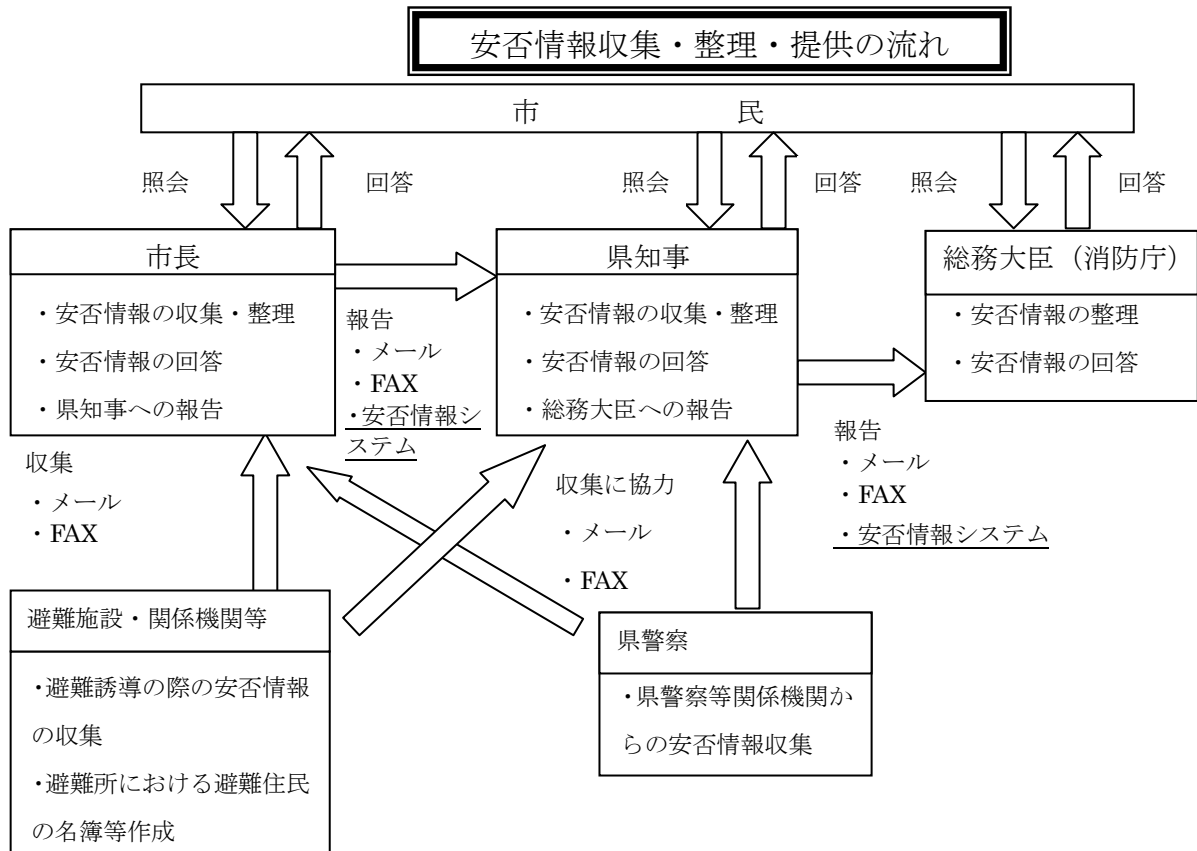 安否情報収集・整理・提供の流れ
市 民
照会
回答
照会
回答
照会
回答
市長
・安否情報の収集・整理
・安否情報の回答
・県知事への報告
報告
・メール
・FAX
・安否情報シ
ステム
県知事
・安否情報の収集・整理
・安否情報の回答
・総務大臣への報告
総務大臣（消防庁）
・安否情報の整理
・安否情報の回答
報告
・メール
・FAX
・安否情報システム
収集
・メール
・FAX
収集に協力
・メール
・FAX
避難施設・関係機関等
・避難誘導の際の安否情報
の収集
・避難所における避難住民
の名簿等作成
県警察
・県警察等関係機関か
らの安否情報収集